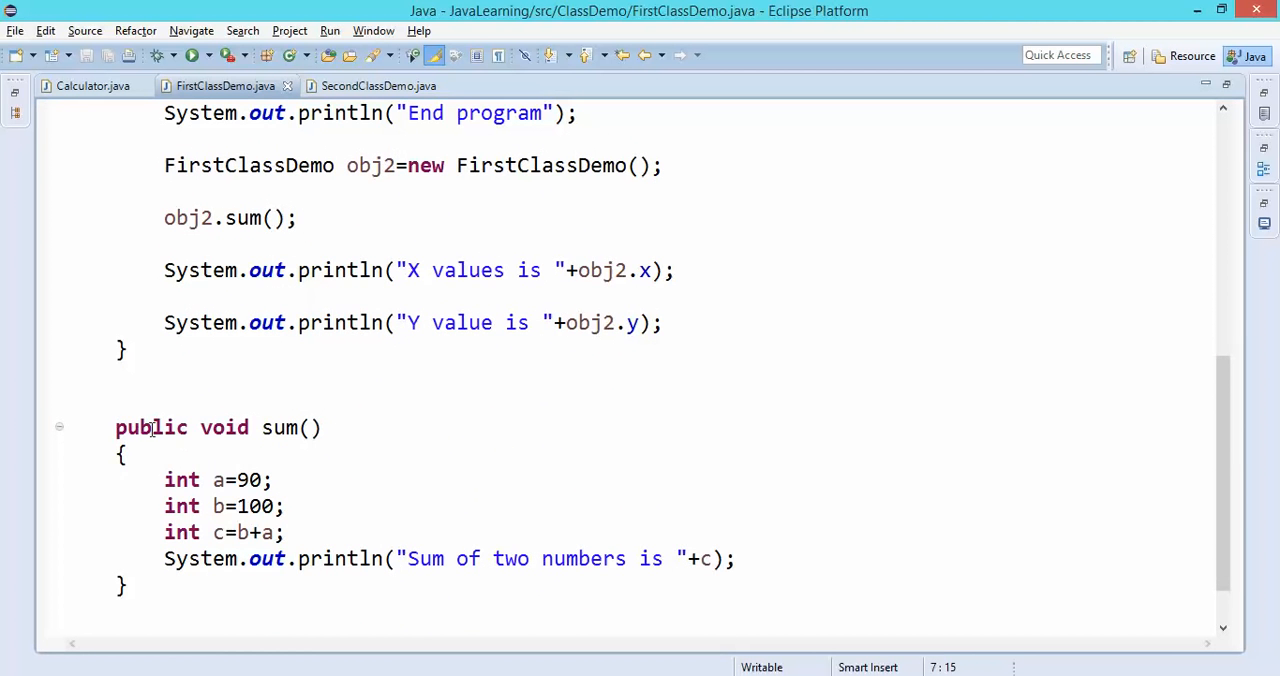 Java - JavaLearning/src/ClassDemo/FirstClassDemo.java - Eclipse Platform
File Edit Source Refactor Navigate Search Project Run Window Help
Quick Access Resource Java
Calculator.java FirstClassDemo.java SecondClassDemo.java
System.out.println("End program");
FirstClassDemo obj2=new FirstClassDemo();
obj2.sum();
System.out.println("X values is "+obj2.x);
System.out.println("Y value is "+obj2.y);
}
public void sum()
{
int a=90;
int b=100;
int c=b+a;
System.out.println("Sum of two numbers is "+c);
}
Writable Smart Insert 7 : 15